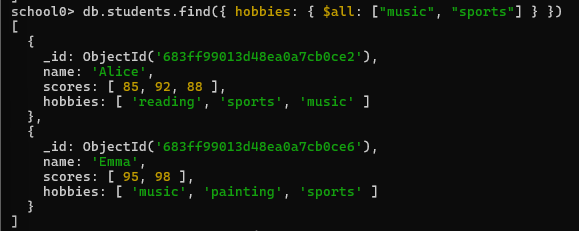 school0> db.students.find({ hobbies: { $all: ["music", "sports"] } })
[
  {
    _id: ObjectId('683ff99013d48ea0a7cb0ce2'),
    name: 'Alice',
    scores: [ 85, 92, 88 ],
    hobbies: [ 'reading', 'sports', 'music' ]
  },
  {
    _id: ObjectId('683ff99013d48ea0a7cb0ce6'),
    name: 'Emma',
    scores: [ 95, 98 ],
    hobbies: [ 'music', 'painting', 'sports' ]
  }
]